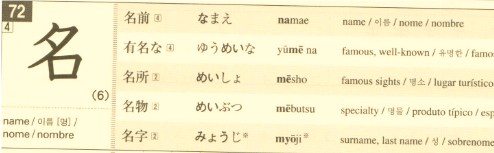 72
4
名
(6)
name / 이름 [명] /
nome / nombre
名前 4 なまえ namae name / 이름 / nome / nombre
有名な 4 ゆうめいな yūmē na famous, well-known / 유명한 /
名所 2 めいしょ mēsho famous sights / 명소 / lugar turístico
名物 2 めいぶつ mēbutsu specialty / 명물 / produto típico /
名字 2 みょうじ※ myōji※ surname, last name / 성 / sobrenome